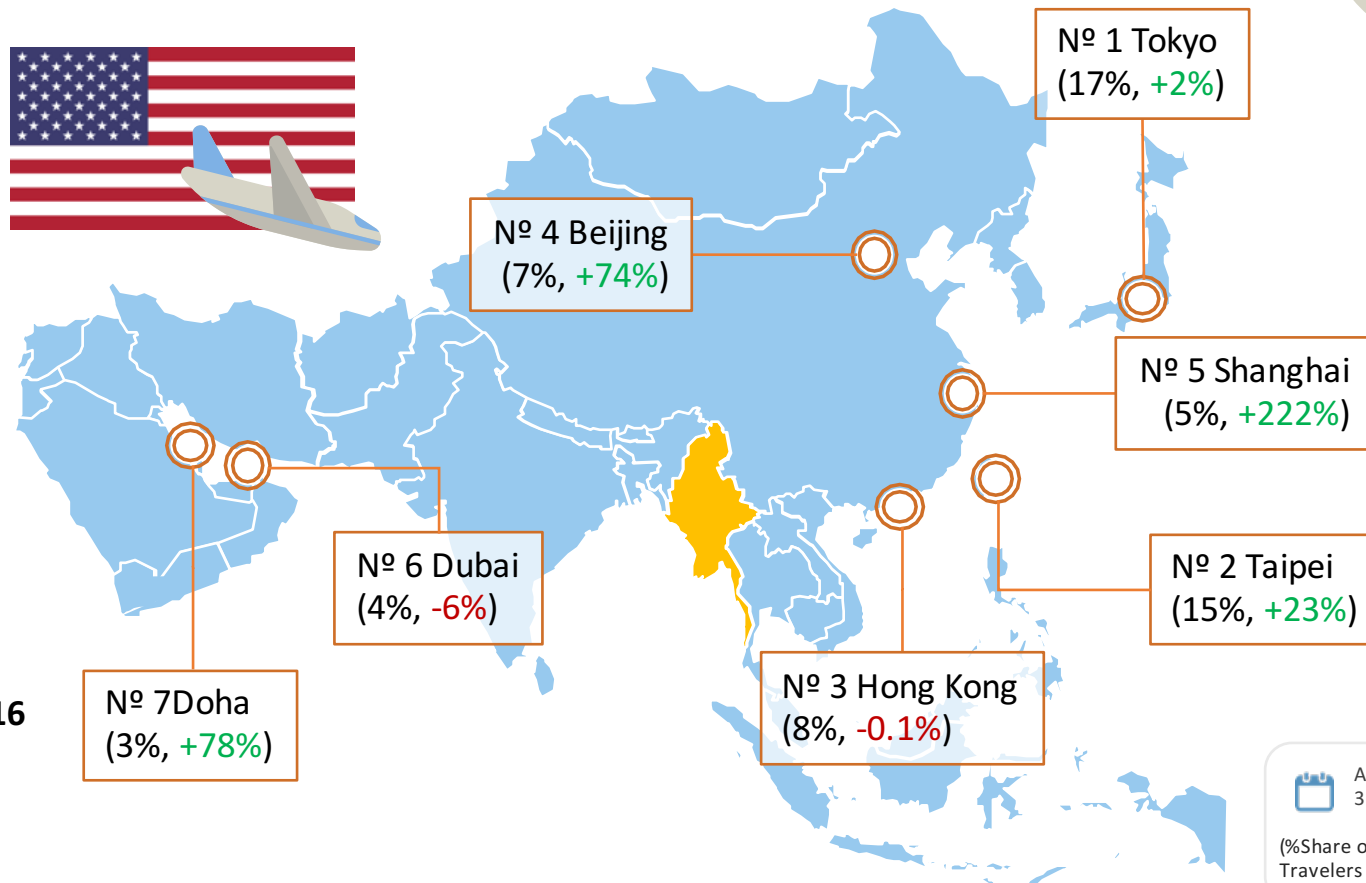 Nº 1 Tokyo
(17%, +2%)
Nº 4 Beijing
(7%, +74%)
Nº 5 Shanghai
(5%, +222%)
Nº 6 Dubai
(4%, -6%)
Nº 2 Taipei
(15%, +23%)
Nº 3 Hong Kong
(8%, -0.1%)
Nº 7Doha
(3%, +78%)
16
A
3
(%Share o
Travelers